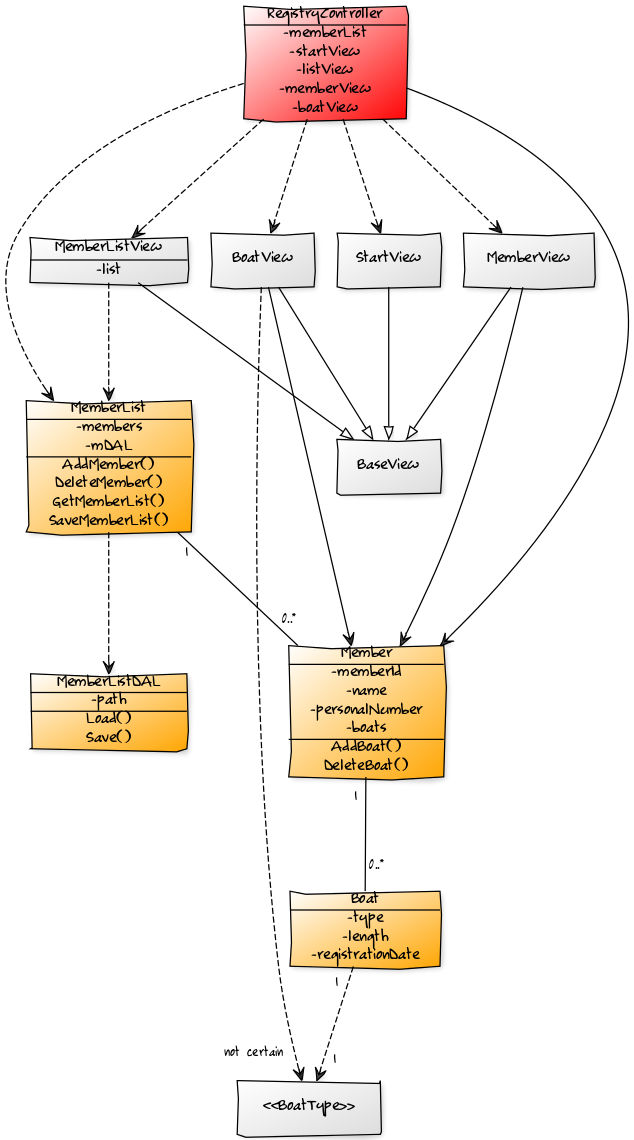 RegistryController
-memberList
-startView
-listView
-memberView
-boatView
MemberListView
-list
BoatView
StartView
MemberView
MemberList
-members
-mDAL
AddMember()
DeleteMember()
GetMemberList()
SaveMemberList()
BaseView
1
0..*
MemberListDAL
-path
Load()
Save()
Member
-memberId
-name
-personalNumber
-boats
AddBoat()
DeleteBoat()
1
0..*
Boat
-type
-length
-registrationDate
1
not certain
1
<<BoatType>>